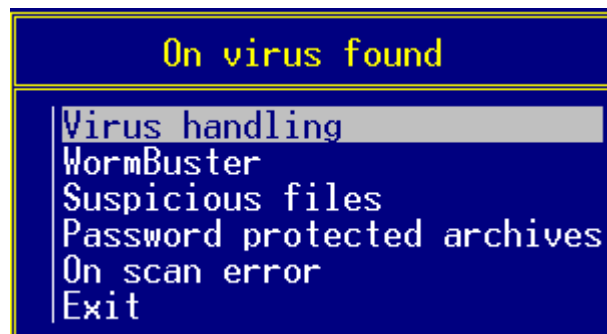 On virus found
Virus handling
WormBuster
Suspicious files
Password protected archives
On scan error
Exit